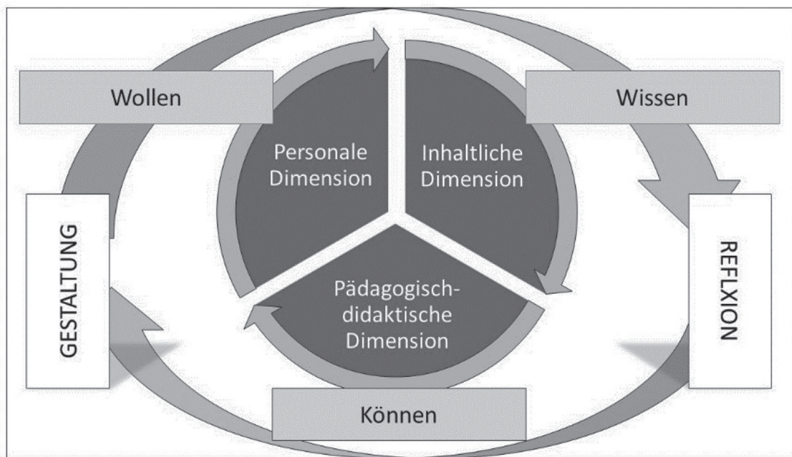 Wollen
Wissen
Personale
Dimension
Inhaltliche
Dimension
GESTALTUNG
REFLXION
Pädagogisch-
didaktische
Dimension
Können